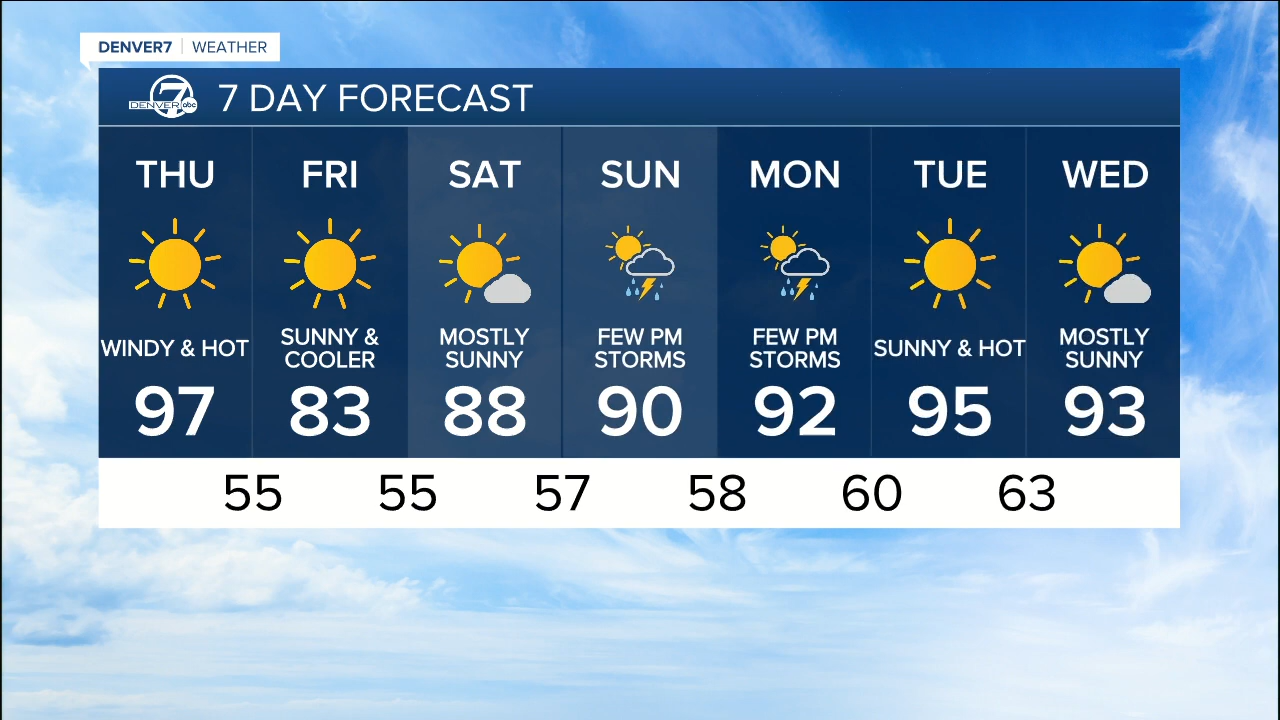 DENVER7 | WEATHER
7
DENVER abc
7 DAY FORECAST
THU FRI SAT SUN MON TUE WED
WINDY & HOT
SUNNY &
COOLER
MOSTLY
SUNNY
FEW PM
STORMS
FEW PM
STORMS
SUNNY & HOT
MOSTLY
SUNNY
97 83 88 90 92 95 93
55 55 57 58 60 63